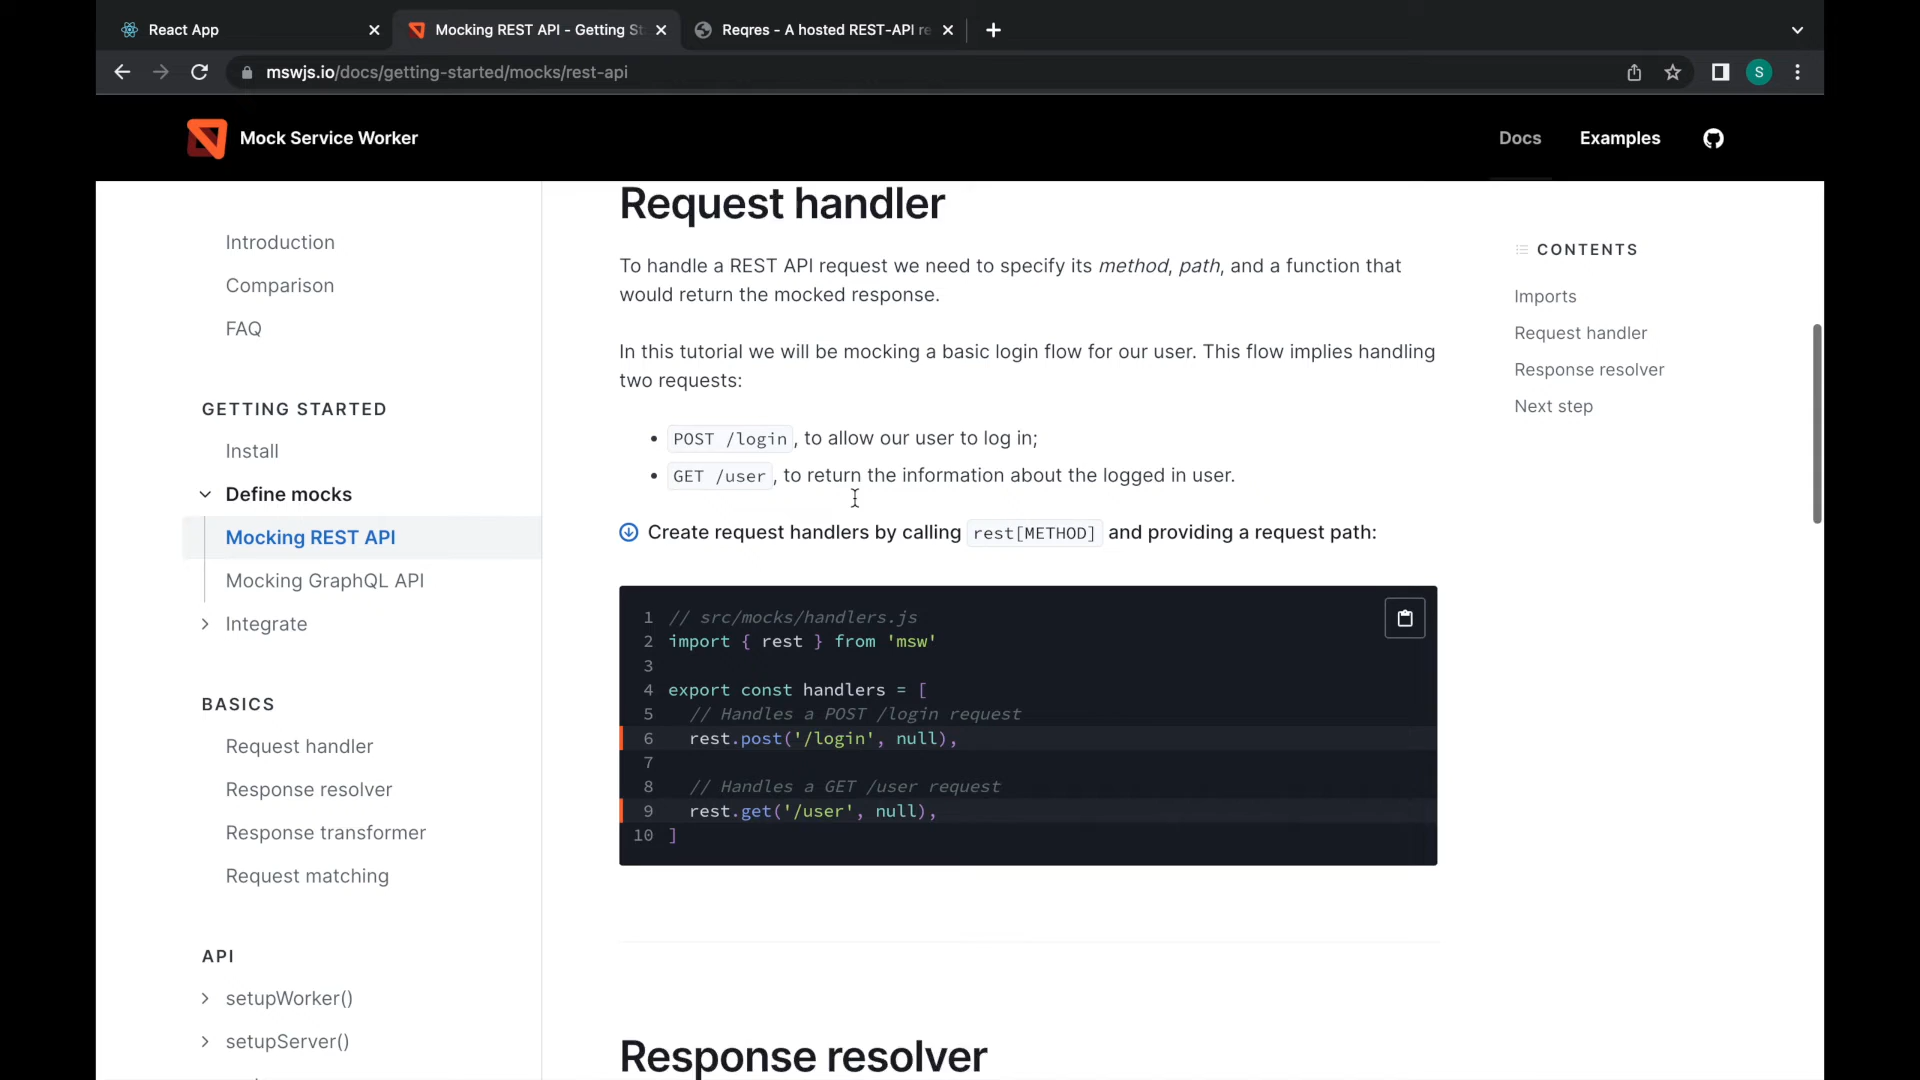 React App
Mocking REST API - Getting St
Reqres - A hosted REST-API re
mswjs.io/docs/getting-started/mocks/rest-api
S
Mock Service Worker
Docs
Examples
Introduction
Comparison
FAQ
GETTING STARTED
Install
Define mocks
Mocking REST API
Mocking GraphQL API
Integrate
BASICS
Request handler
Response resolver
Response transformer
Request matching
API
setupWorker()
setupServer()
Request handler
To handle a REST API request we need to specify its method, path, and a function that
would return the mocked response.
In this tutorial we will be mocking a basic login flow for our user. This flow implies handling
two requests:
• POST /login, to allow our user to log in;
• GET /user, to return the information about the logged in user.
Create request handlers by calling rest[METHOD] and providing a request path:
1 // src/mocks/handlers.js
2 import { rest } from 'msw'
3
4 export const handlers = [
5 // Handles a POST /login request
6 rest.post('/login', null),
7
8 // Handles a GET /user request
9 rest.get('/user', null),
10 ]
Response resolver
CONTENTS
Imports
Request handler
Response resolver
Next step